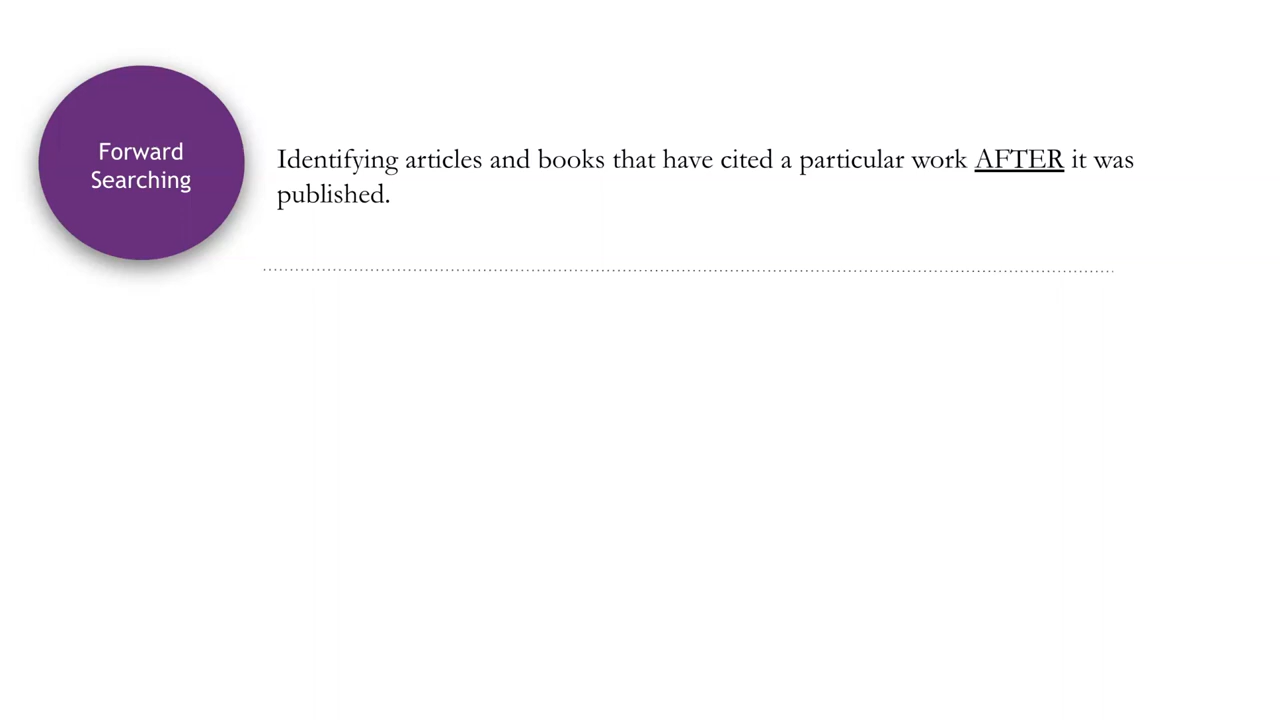 Forward
Searching
Identifying articles and books that have cited a particular work AFTER it was
published.